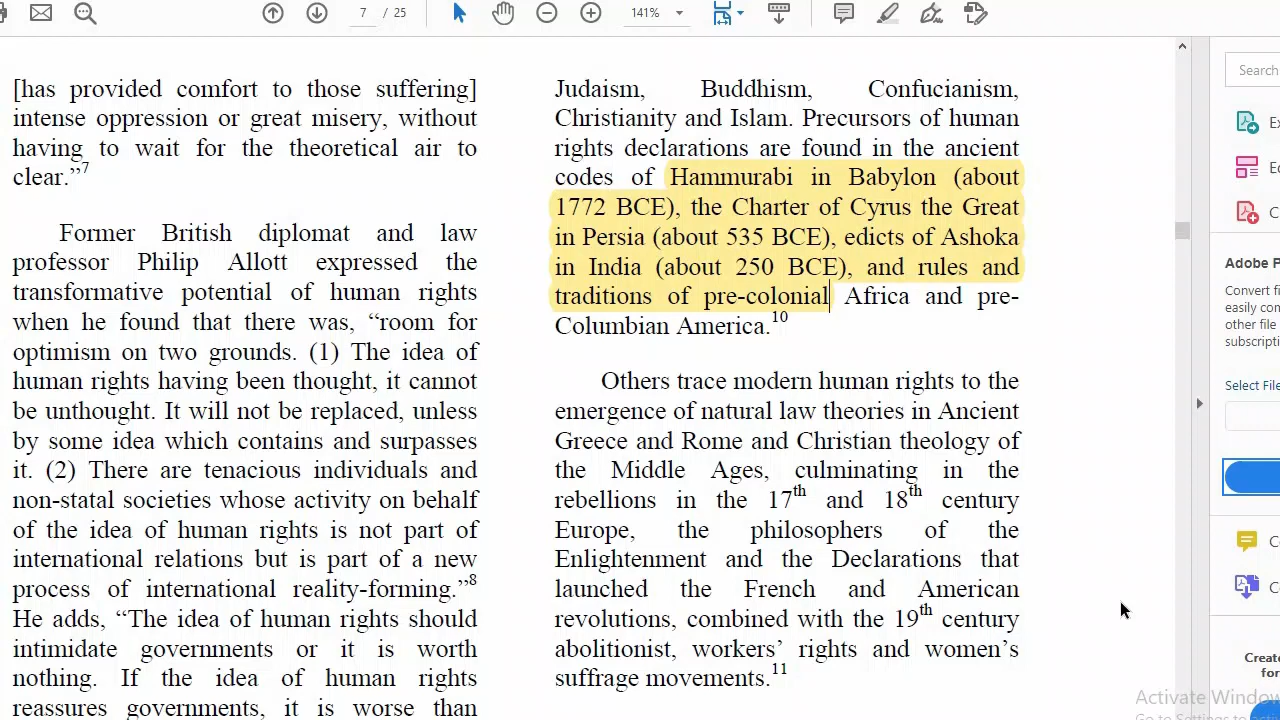 7 / 25
141%
[has provided comfort to those suffering]
intense oppression or great misery, without
having to wait for the theoretical air to
clear.”7
Former British diplomat and law
professor Philip Allott expressed the
transformative potential of human rights
when he found that there was, “room for
optimism on two grounds. (1) The idea of
human rights having been thought, it cannot
be unthought. It will not be replaced, unless
by some idea which contains and surpasses
it. (2) There are tenacious individuals and
non-statal societies whose activity on behalf
of the idea of human rights is not part of
international relations but is part of a new
process of international reality-forming.”8
He adds, “The idea of human rights should
intimidate governments or it is worth
nothing. If the idea of human rights
reassures governments, it is worse than
Judaism, Buddhism, Confucianism,
Christianity and Islam. Precursors of human
rights declarations are found in the ancient
codes of Hammurabi in Babylon (about
1772 BCE), the Charter of Cyrus the Great
in Persia (about 535 BCE), edicts of Ashoka
in India (about 250 BCE), and rules and
traditions of pre-colonial Africa and pre-
Columbian America.10
Others trace modern human rights to the
emergence of natural law theories in Ancient
Greece and Rome and Christian theology of
the Middle Ages, culminating in the
rebellions in the 17th and 18th century
Europe, the philosophers of the
Enlightenment and the Declarations that
launched the French and American
revolutions, combined with the 19th century
abolitionist, workers’ rights and women’s
suffrage movements.11
Search
Ex
Ed
C
Adobe P
Convert fi
easily com
other file
subscriptio
Select File
C
C
Create
for
Activate Window